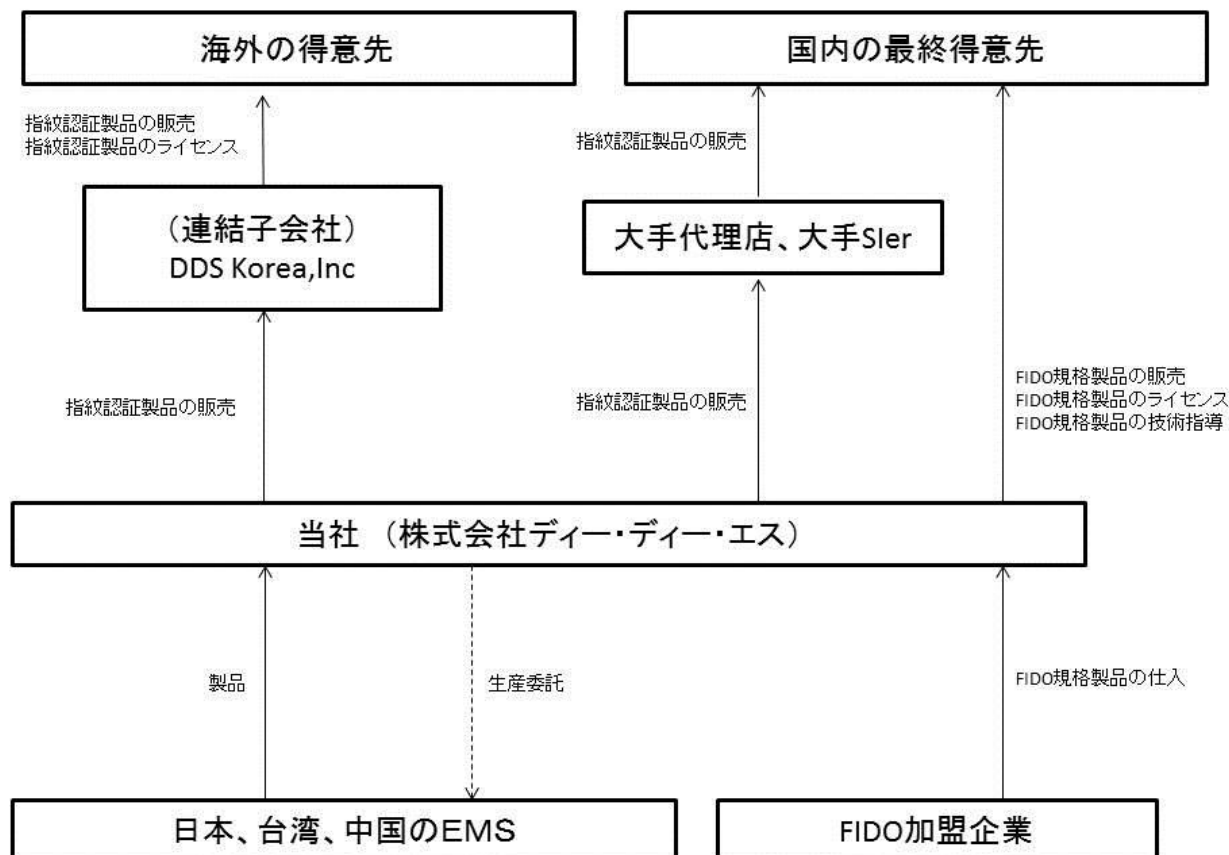 海外の得意先
国内の最終得意先
指紋認証製品の販売
指紋認証製品のライセンス
指紋認証製品の販売
（連結子会社）
DDS Korea,Inc
大手代理店、大手SIer
指紋認証製品の販売
指紋認証製品の販売
FIDO規格製品の販売
FIDO規格製品のライセンス
FIDO規格製品の技術指導
当社　（株式会社ディー・ディー・エス）
製品
生産委託
FIDO規格製品の仕入
日本、台湾、中国のEMS
FIDO加盟企業